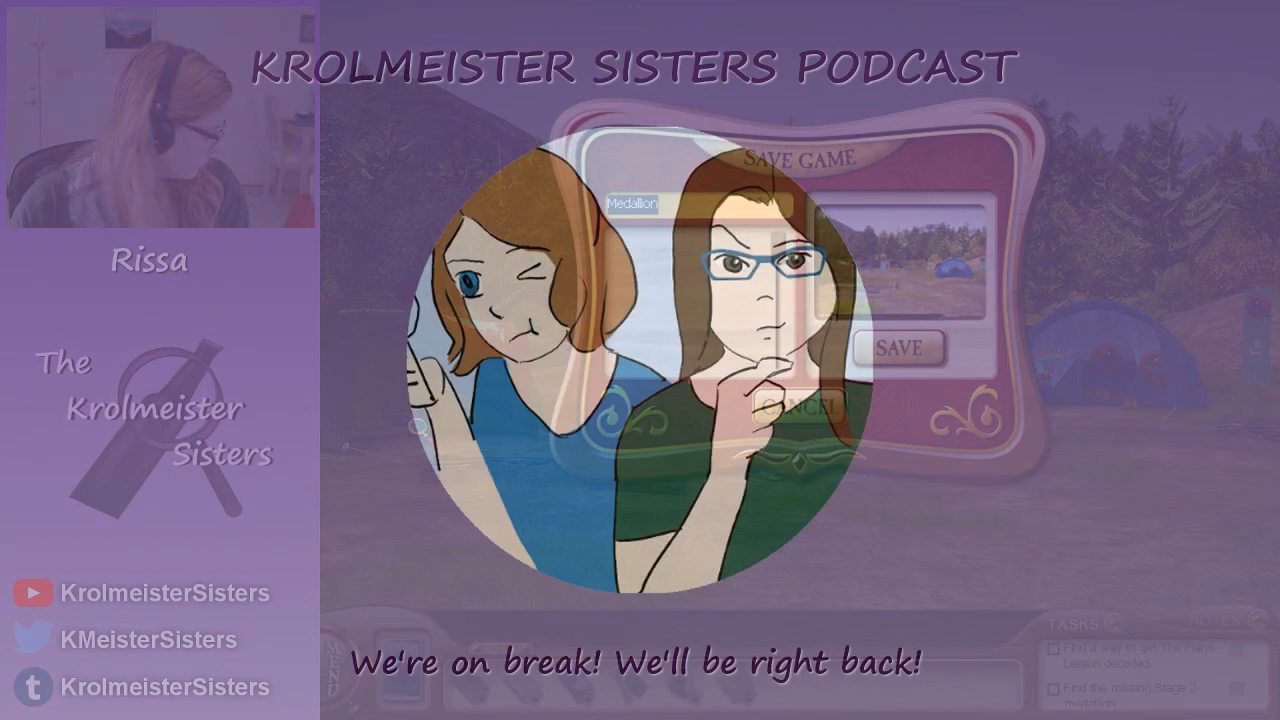 KROLMEISTER SISTERS PODCAST
SAVE GAME
Medallion
Rissa
SAVE
The
Krolmeister
Sisters
CANCEL
KrolmeisterSisters
KMeisterSisters
t KrolmeisterSisters
MENU
We're on break! We'll be right back!
TASKS
NOTES
Find a way to get The Piano
Lesson decoded.
Find the missing Stage 2
medallion.